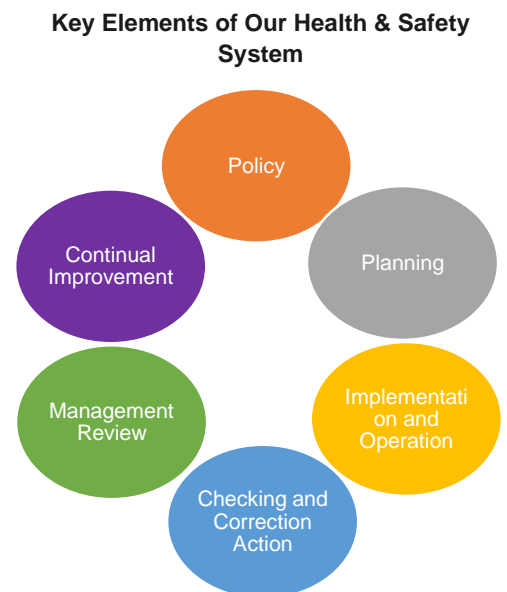 Key Elements of Our Health & Safety
System
Policy
Planning
Implementati
on and
Operation
Checking and
Correction
Action
Management
Review
Continual
Improvement